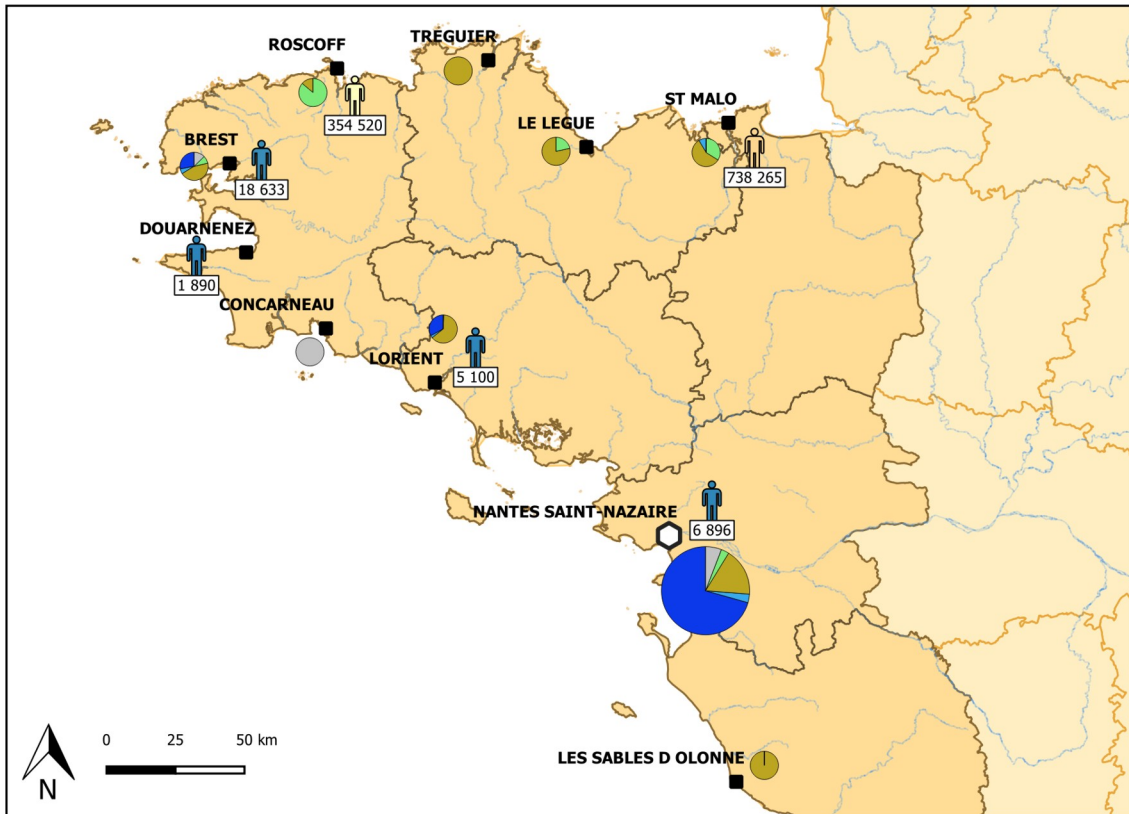 TREGUIER
ROSCOFF
ST MALO
354 520
LE LEGUE
BREST
738 265
18 633
DOUARNENEZ
1 890
CONCARNEAU
LORIENT
5 100
NANTES SAINT-NAZAIRE
6 896
0 25 50 km
LES SABLES D OLONNE
N